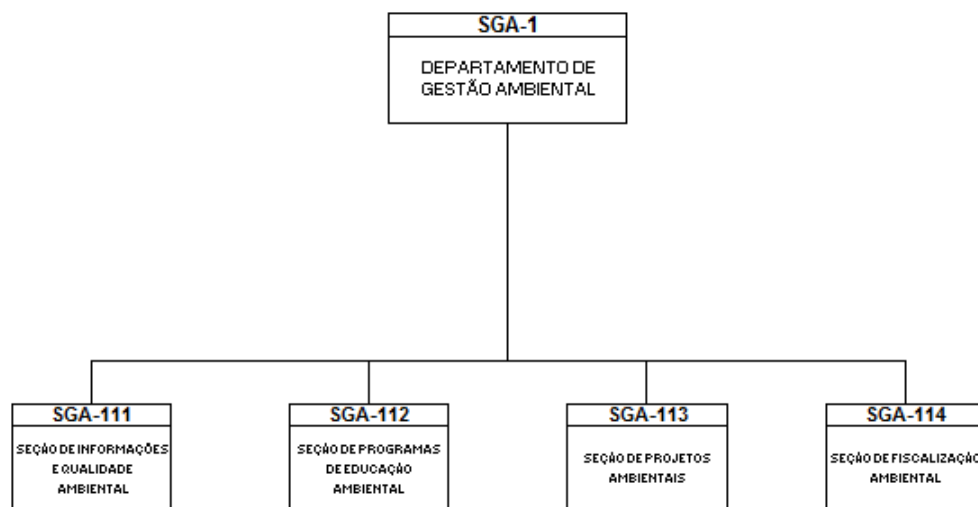 SGA-1
DEPARTAMENTO DE
GESTÃO AMBIENTAL
SGA-111
SEÇÃO DE INFORMAÇÕES
E QUALIDADE
AMBIENTAL
SGA-112
SEÇÃO DE PROGRAMAS
DE EDUCAÇÃO
AMBIENTAL
SGA-113
SEÇÃO DE PROJETOS
AMBIENTAIS
SGA-114
SEÇÃO DE FISCALIZAÇÃO
AMBIENTAL